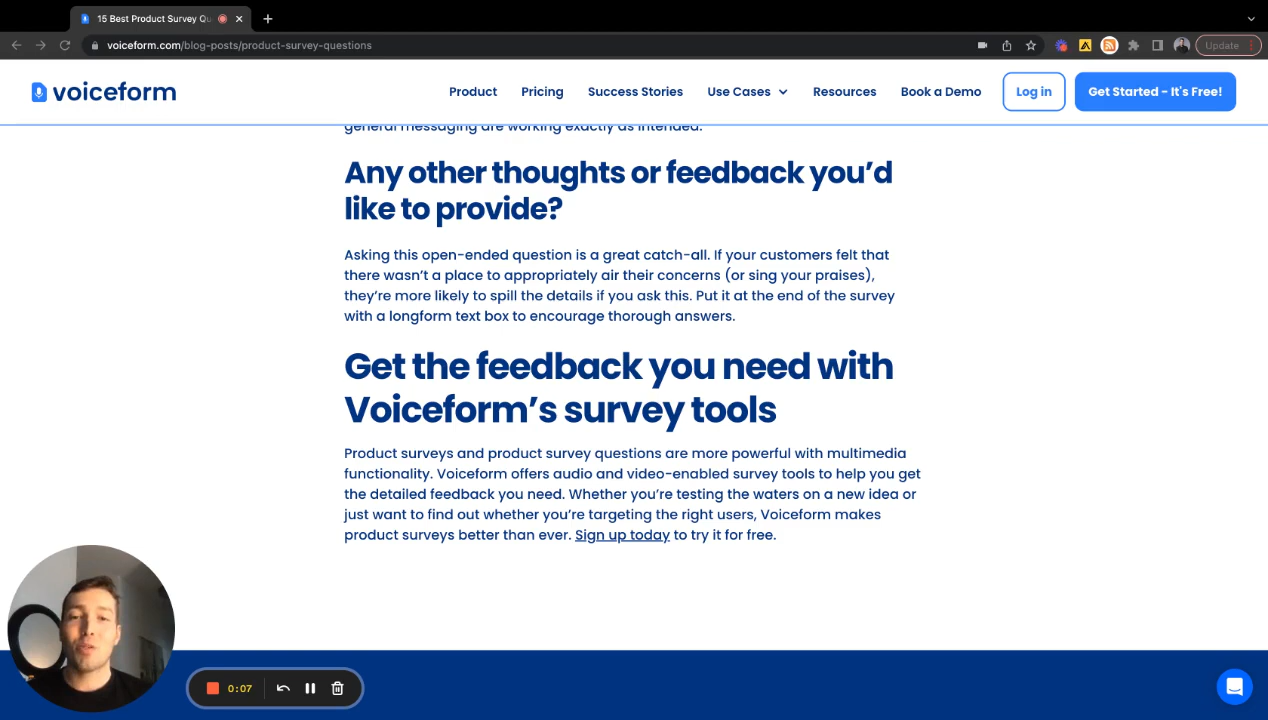 15 Best Product Survey Qu
voiceform.com/blog-posts/product-survey-questions
Update
voiceform
Product
Pricing
Success Stories
Use Cases
Resources
Book a Demo
Log in
Get Started - It's Free!
general messaging are working exactly as intended.
Any other thoughts or feedback you’d
like to provide?
Asking this open-ended question is a great catch-all. If your customers felt that
there wasn’t a place to appropriately air their concerns (or sing your praises),
they’re more likely to spill the details if you ask this. Put it at the end of the survey
with a longform text box to encourage thorough answers.
Get the feedback you need with
Voiceform’s survey tools
Product surveys and product survey questions are more powerful with multimedia
functionality. Voiceform offers audio and video-enabled survey tools to help you get
the detailed feedback you need. Whether you’re testing the waters on a new idea or
just want to find out whether you’re targeting the right users, Voiceform makes
product surveys better than ever. Sign up today to try it for free.
0:07